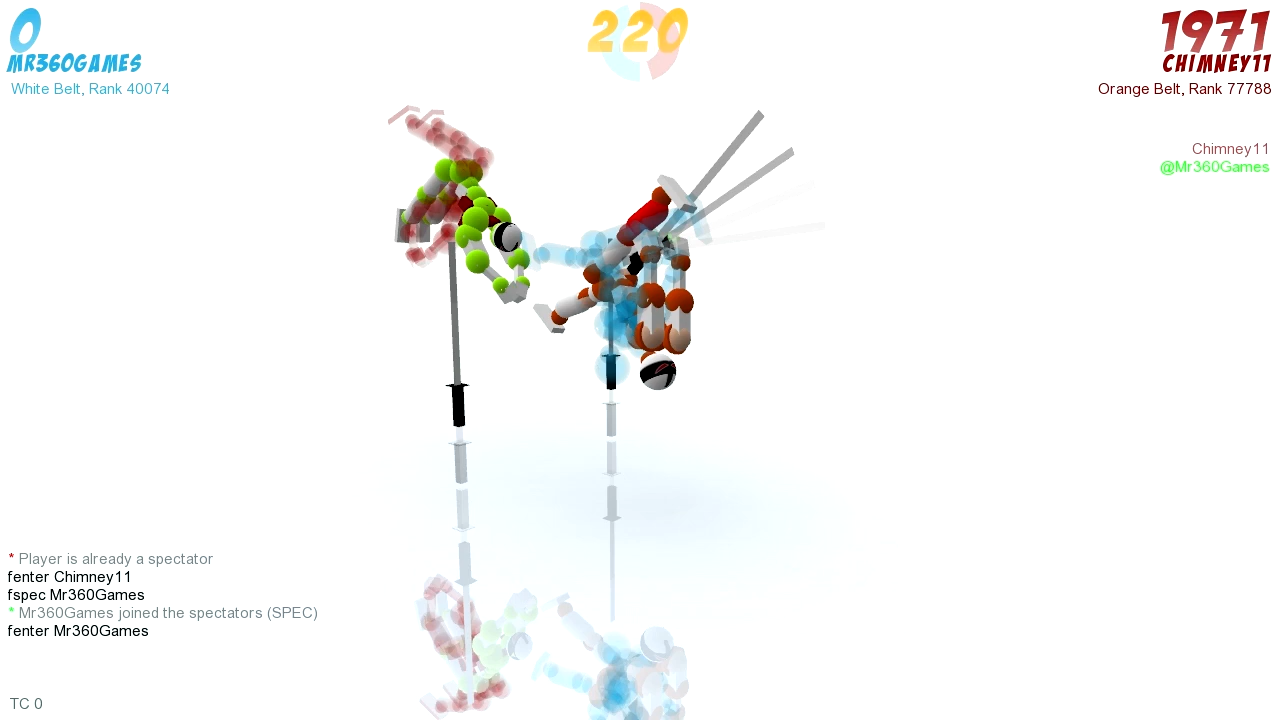 0
MR360GAMES
White Belt, Rank 40074
220
1971
CHIMNEY11
Orange Belt, Rank 77788
Chimney11
@Mr360Games
* Player is already a spectator
fenter Chimney11
fspec Mr360Games
* Mr360Games joined the spectators (SPEC)
fenter Mr360Games
TC 0